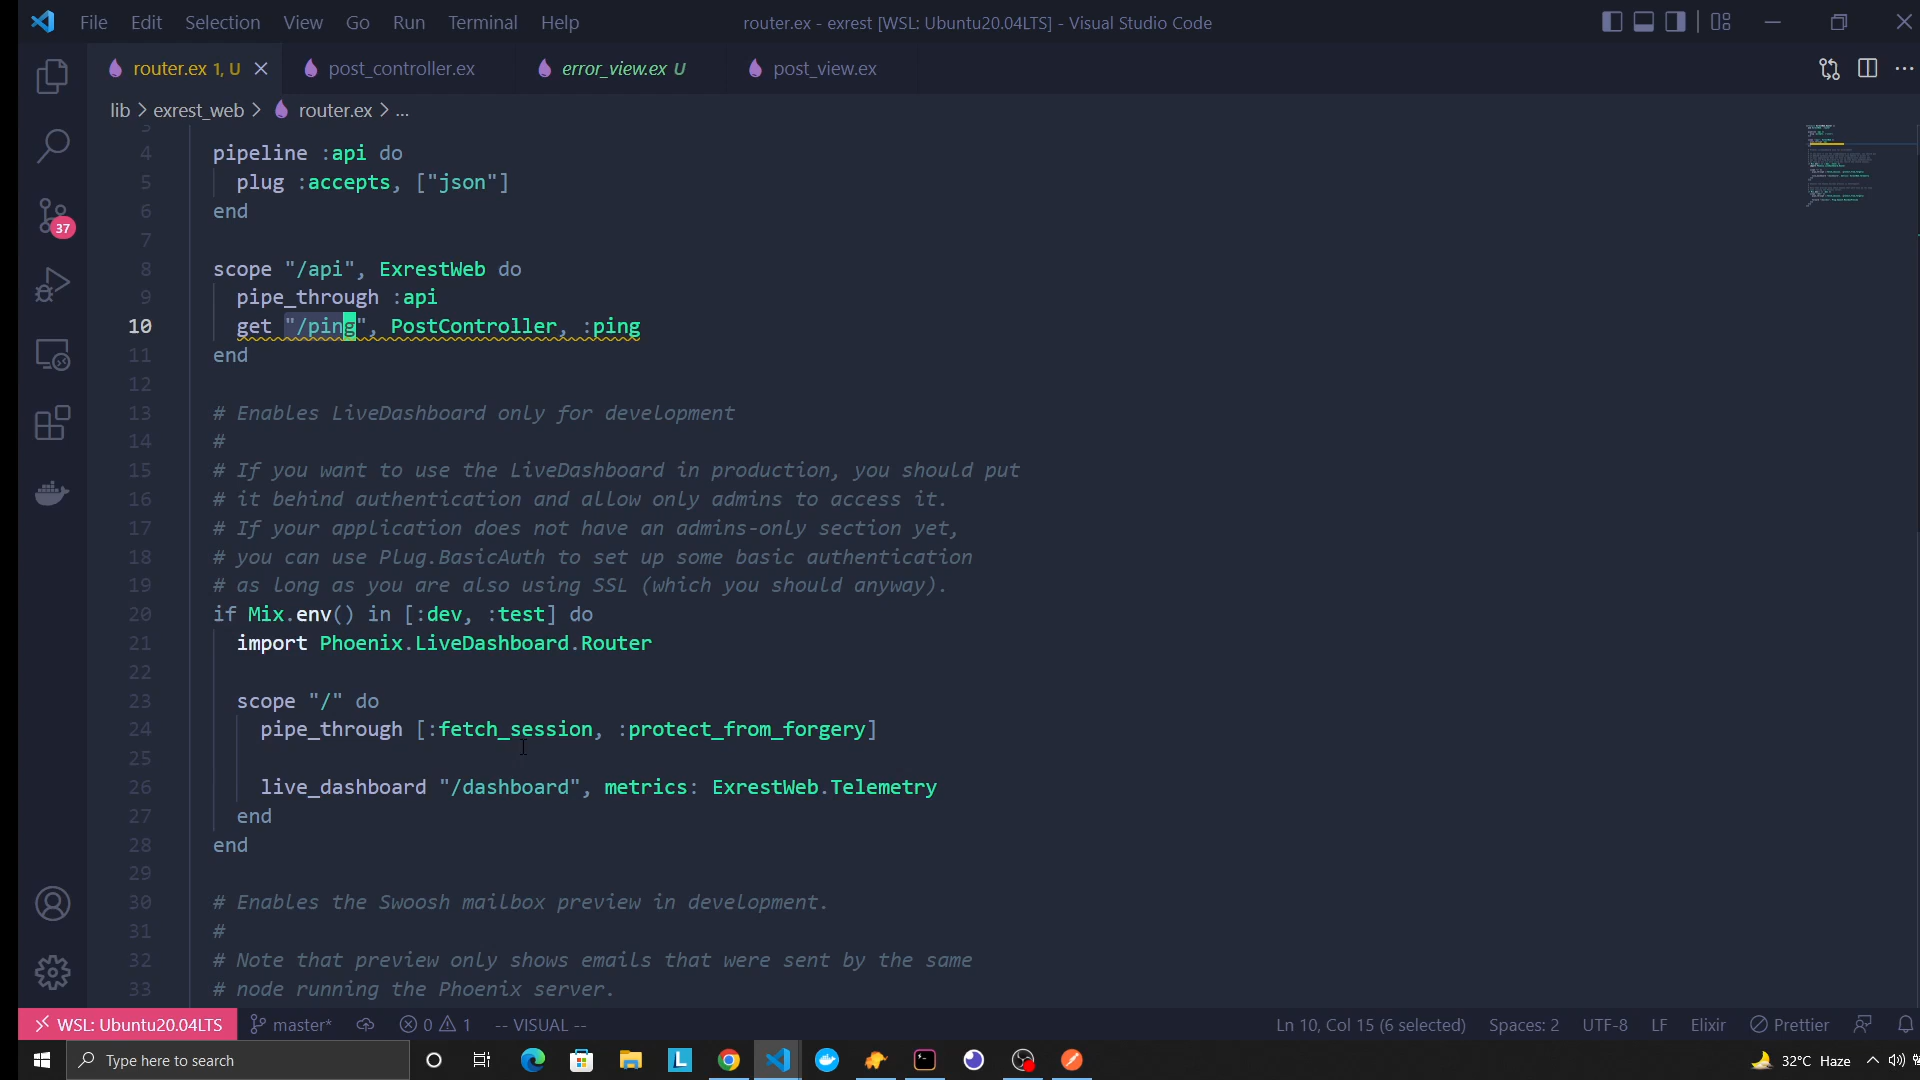 File Edit Selection View Go Run Terminal Help
router.ex - exrest [WSL: Ubuntu20.04LTS] - Visual Studio Code
router.ex 1, U
post_controller.ex
error_view.ex U
post_view.ex
lib > exrest_web > router.ex > ...
3
4 pipeline :api do
5 plug :accepts, ["json"]
6 end
7
8 scope "/api", ExrestWeb do
9 pipe_through :api
10 get "/ping", PostController, :ping
11 end
12
13 # Enables LiveDashboard only for development
14 #
15 # If you want to use the LiveDashboard in production, you should put
16 # it behind authentication and allow only admins to access it.
17 # If your application does not have an admins-only section yet,
18 # you can use Plug.BasicAuth to set up some basic authentication
19 # as long as you are also using SSL (which you should anyway).
20 if Mix.env() in [:dev, :test] do
21 import Phoenix.LiveDashboard.Router
22
23 scope "/" do
24 pipe_through [:fetch_session, :protect_from_forgery]
25
26 live_dashboard "/dashboard", metrics: ExrestWeb.Telemetry
27 end
28 end
29
30 # Enables the Swoosh mailbox preview in development.
31 #
32 # Note that preview only shows emails that were sent by the same
33 # node running the Phoenix server.
37
WSL: Ubuntu20.04LTS master* 0 1 -- VISUAL -- Ln 10, Col 15 (6 selected) Spaces: 2 UTF-8 LF Elixir Prettier
Type here to search
L
32°C Haze